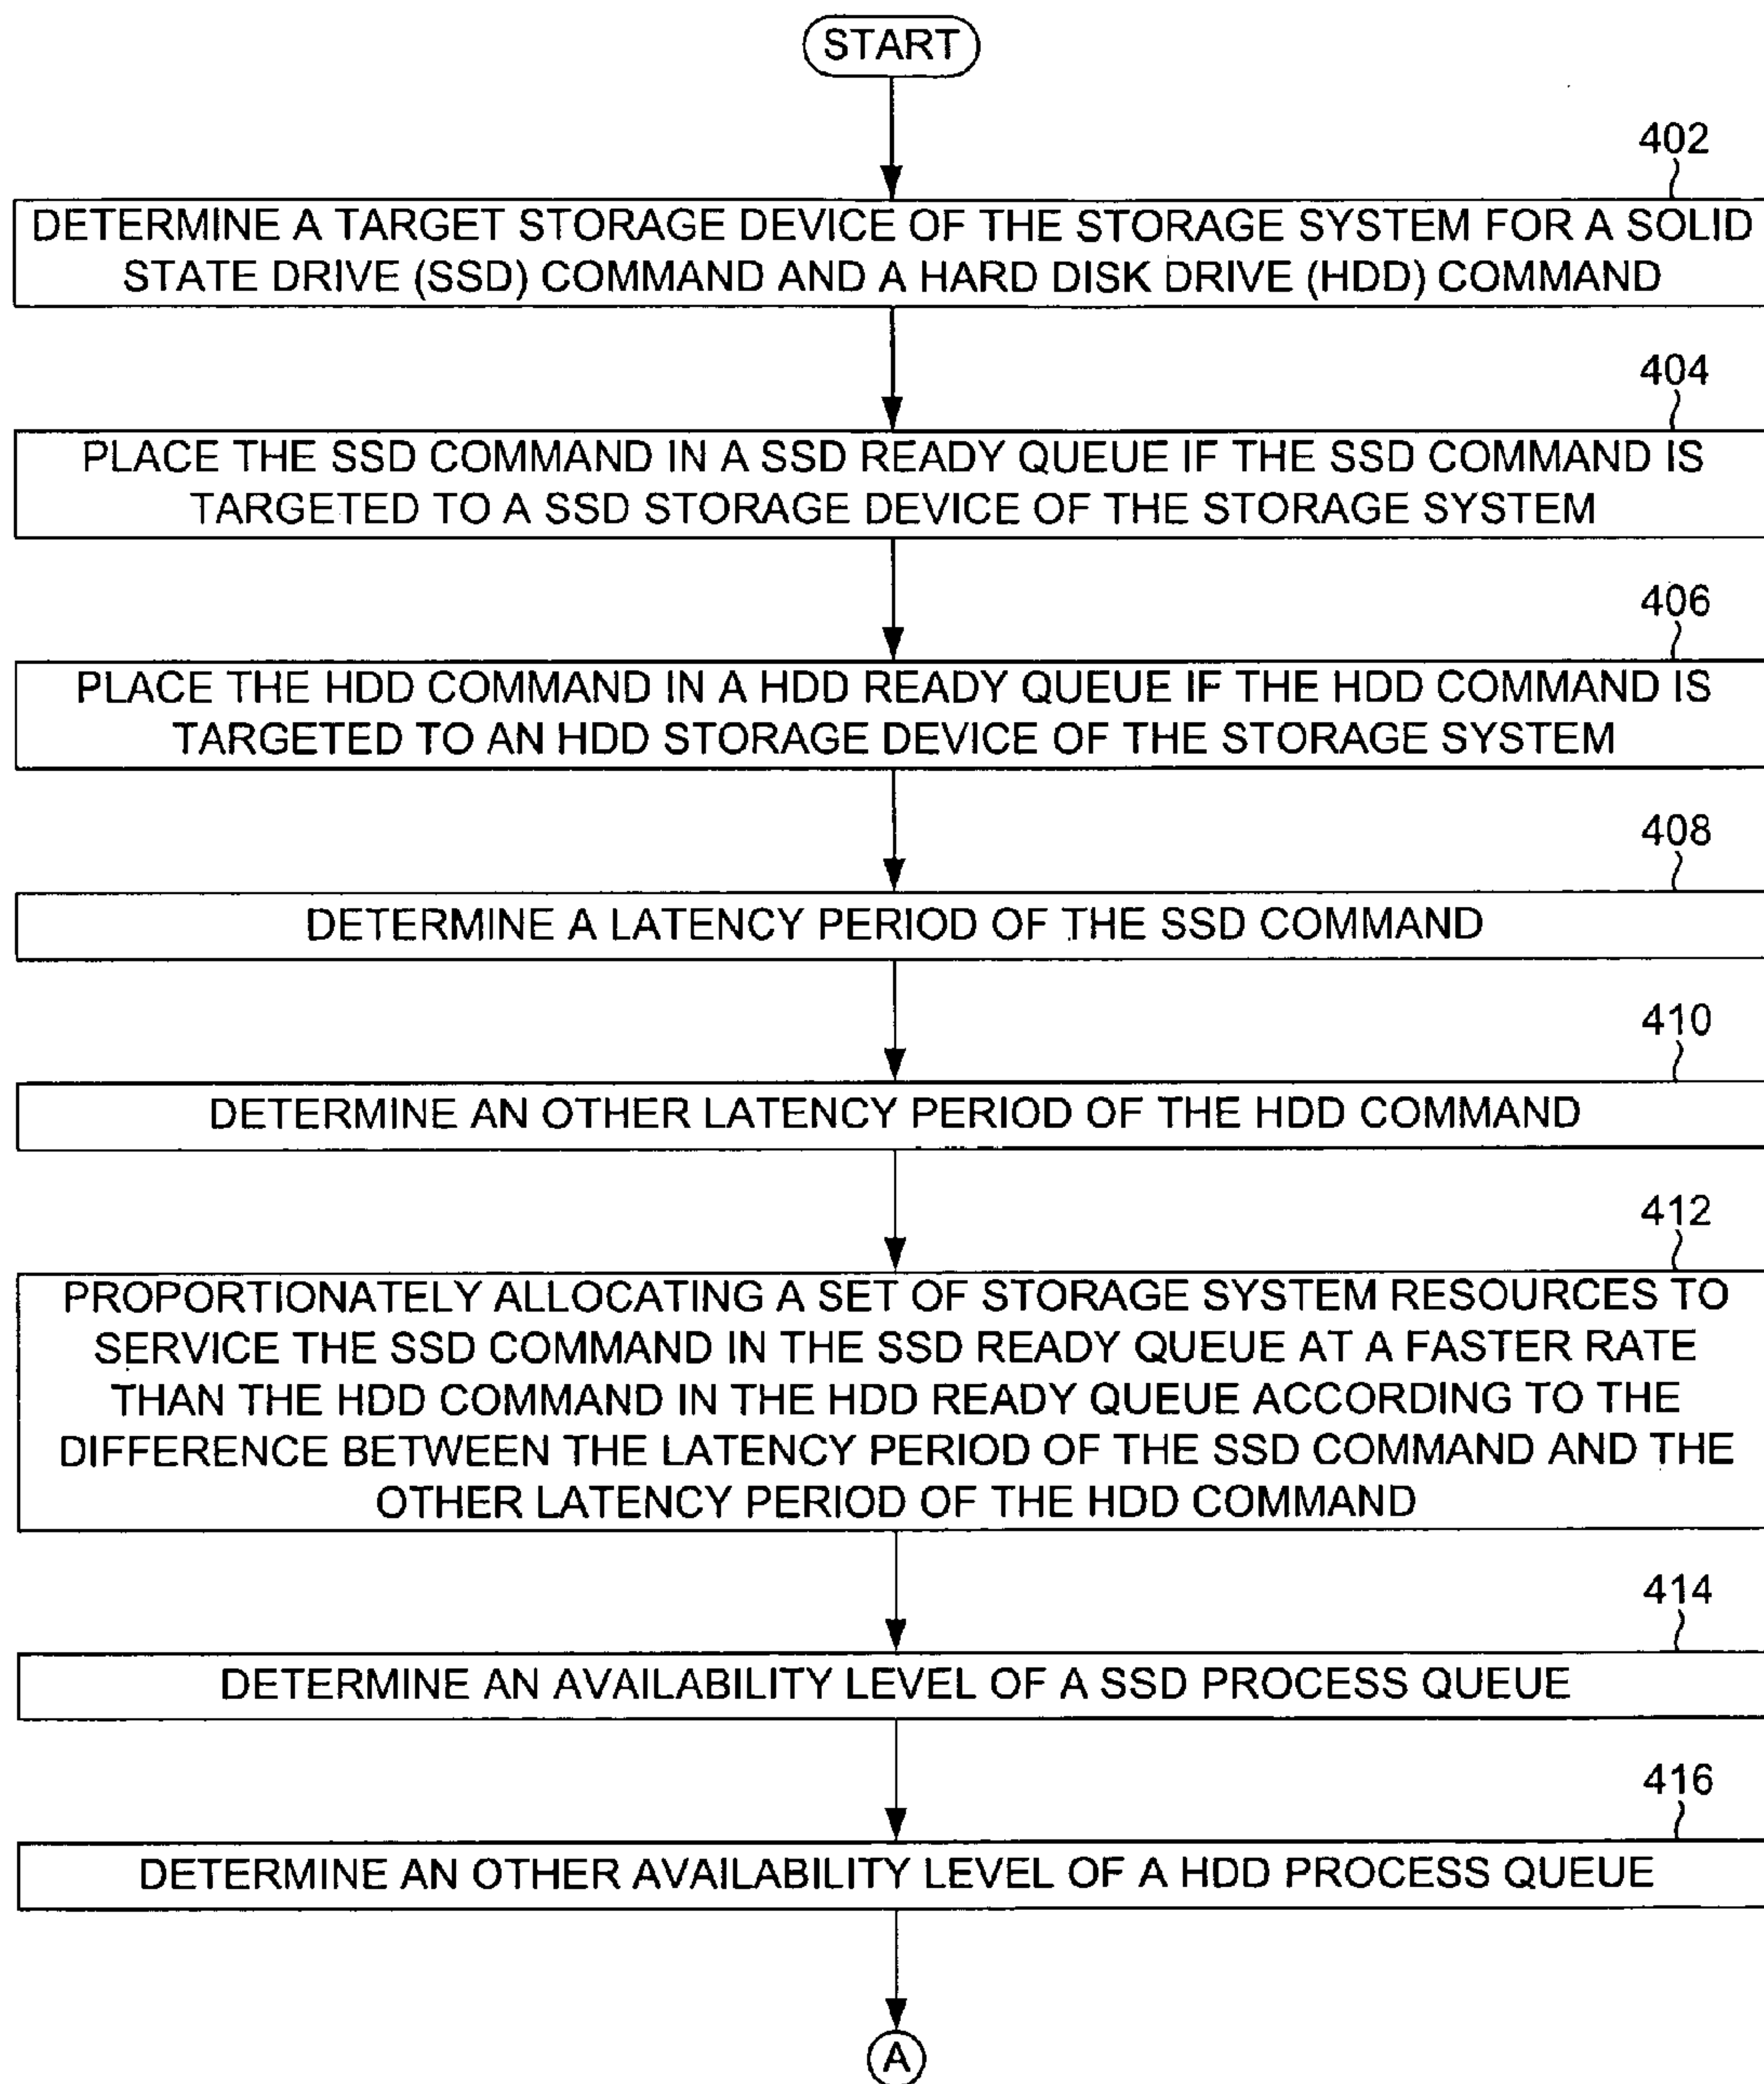 START
402
DETERMINE A TARGET STORAGE DEVICE OF THE STORAGE SYSTEM FOR A SOLID
STATE DRIVE (SSD) COMMAND AND A HARD DISK DRIVE (HDD) COMMAND
404
PLACE THE SSD COMMAND IN A SSD READY QUEUE IF THE SSD COMMAND IS
TARGETED TO A SSD STORAGE DEVICE OF THE STORAGE SYSTEM
406
PLACE THE HDD COMMAND IN A HDD READY QUEUE IF THE HDD COMMAND IS
TARGETED TO AN HDD STORAGE DEVICE OF THE STORAGE SYSTEM
408
DETERMINE A LATENCY PERIOD OF THE SSD COMMAND
410
DETERMINE AN OTHER LATENCY PERIOD OF THE HDD COMMAND
412
PROPORTIONATELY ALLOCATING A SET OF STORAGE SYSTEM RESOURCES TO
SERVICE THE SSD COMMAND IN THE SSD READY QUEUE AT A FASTER RATE
THAN THE HDD COMMAND IN THE HDD READY QUEUE ACCORDING TO THE
DIFFERENCE BETWEEN THE LATENCY PERIOD OF THE SSD COMMAND AND THE
OTHER LATENCY PERIOD OF THE HDD COMMAND
414
DETERMINE AN AVAILABILITY LEVEL OF A SSD PROCESS QUEUE
416
DETERMINE AN OTHER AVAILABILITY LEVEL OF A HDD PROCESS QUEUE
A